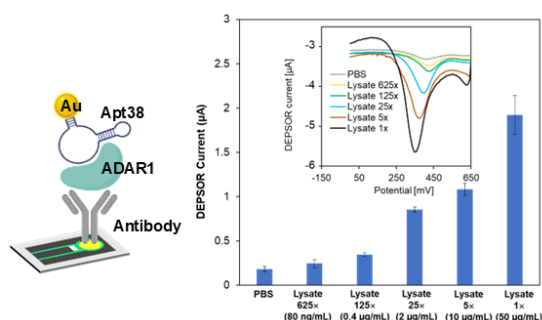 Au
Apt38
ADAR1
Antibody
DEPSOR Current (µA)
3
2.5
2
1.5
1
0.5
0
DEPSOR current [µA]
-3
-4
-5
-6
PBS
Lysate 625x
Lysate 125x
Lysate 25x
Lysate 5x
Lysate 1x
-150 50 250 450 650
Potential [mV]
PBS Lysate Lysate Lysate Lysate Lysate
625× 125× 25× 5× 1×
(80 ng/mL) (0.4 µg/mL) (2 µg/mL) (10 µg/mL) (50 µg/mL)